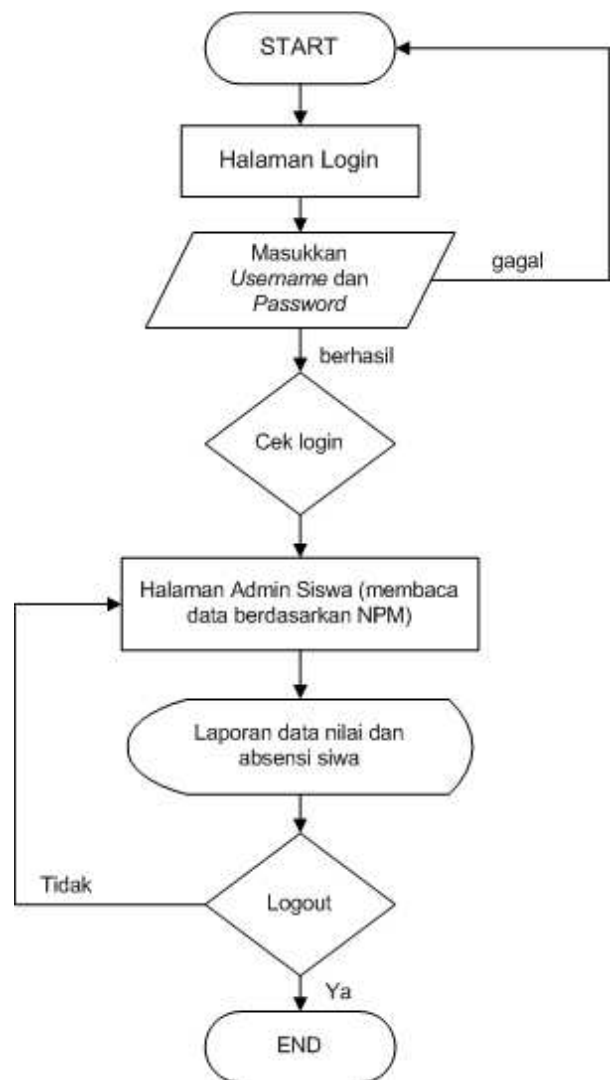 START
Halaman Login
Masukkan
Username dan
Password
gagal
berhasil
Cek login
Halaman Admin Siswa (membaca
data berdasarkan NPM)
Laporan data nilai dan
absensi siwa
Tidak
Logout
Ya
END